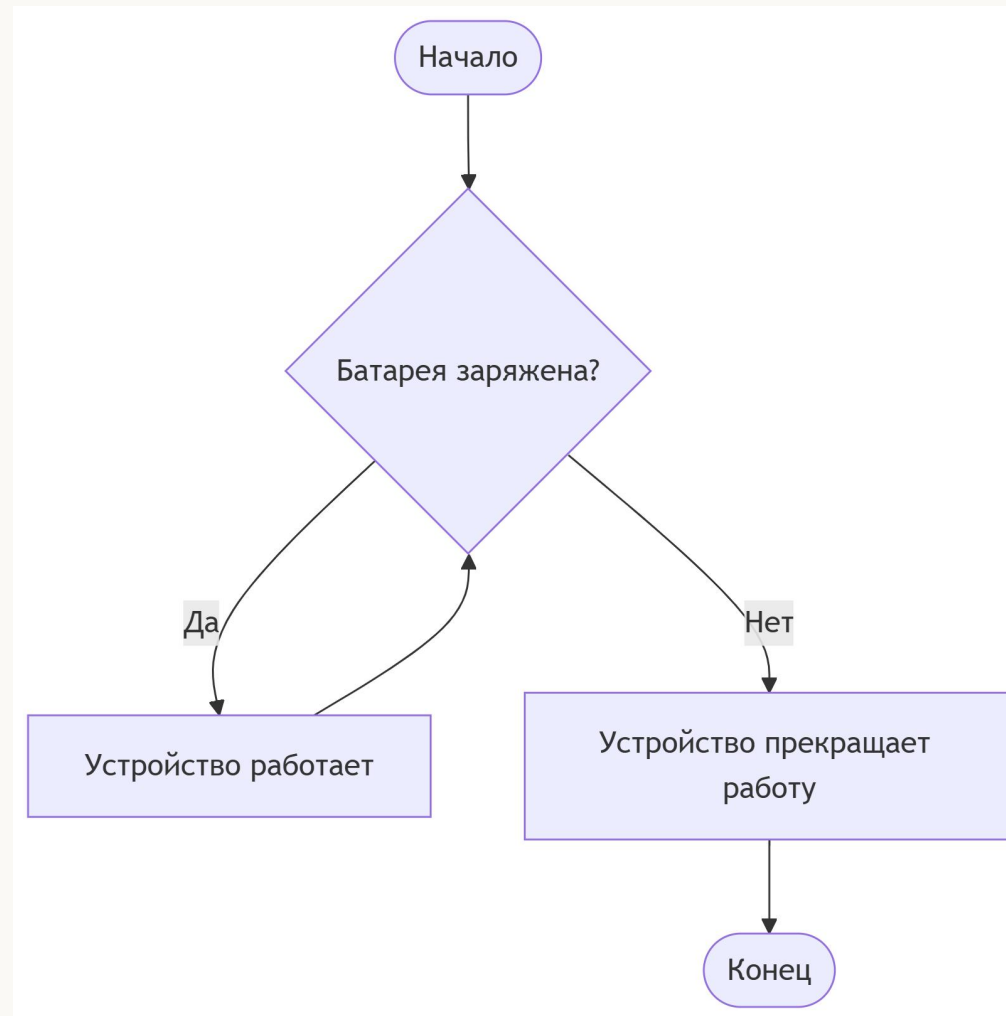 Начало
Батарея заряжена?
Да
Нет
Устройство работает
Устройство прекращает
работу
Конец